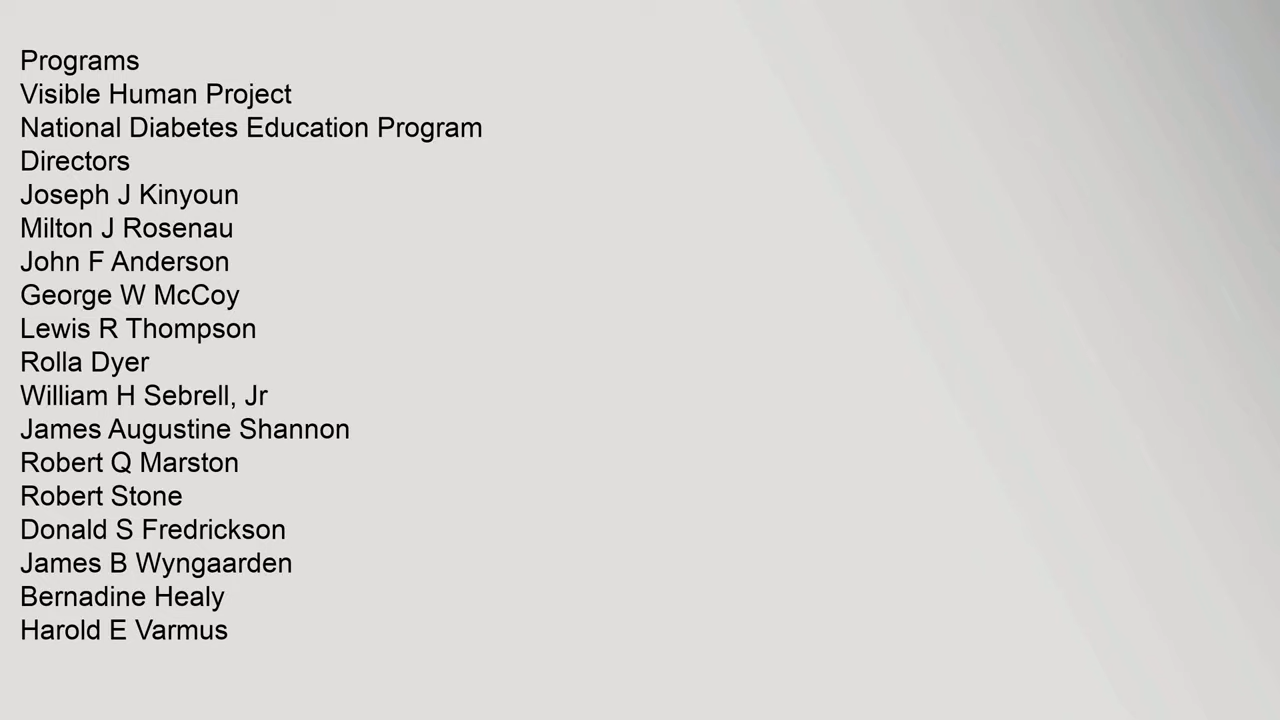 Programs
Visible Human Project
National Diabetes Education Program
Directors
Joseph J Kinyoun
Milton J Rosenau
John F Anderson
George W McCoy
Lewis R Thompson
Rolla Dyer
William H Sebrell, Jr
James Augustine Shannon
Robert Q Marston
Robert Stone
Donald S Fredrickson
James B Wyngaarden
Bernadine Healy
Harold E Varmus